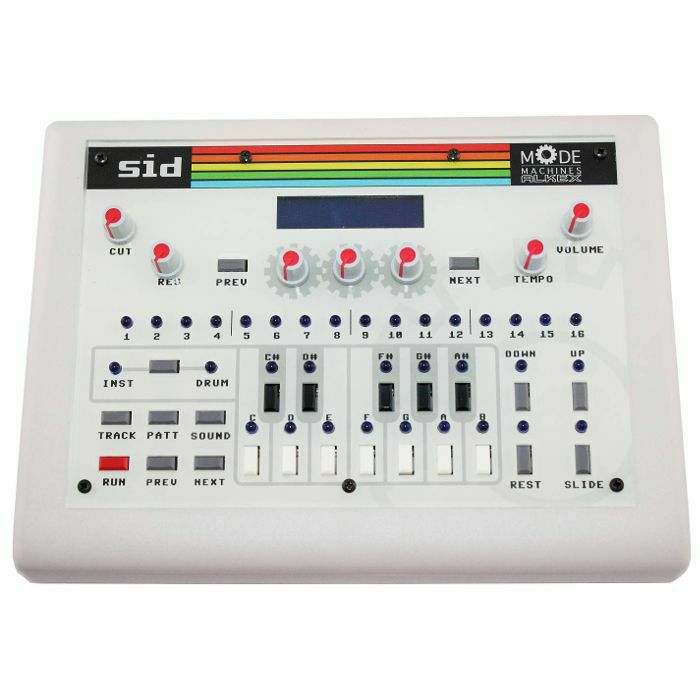 sid
MODE
MACHINES
ALKEX
CUT
RES
PREV
NEXT
TEMPO
VOLUME
1 2 3 4 5 6 7 8 9 10 11 12 13 14 15 16
C# D# F# G# A# DOWN UP
INST DRUM
C D E F G A B
TRACK PATT SOUND
RUN PREV NEXT REST SLIDE